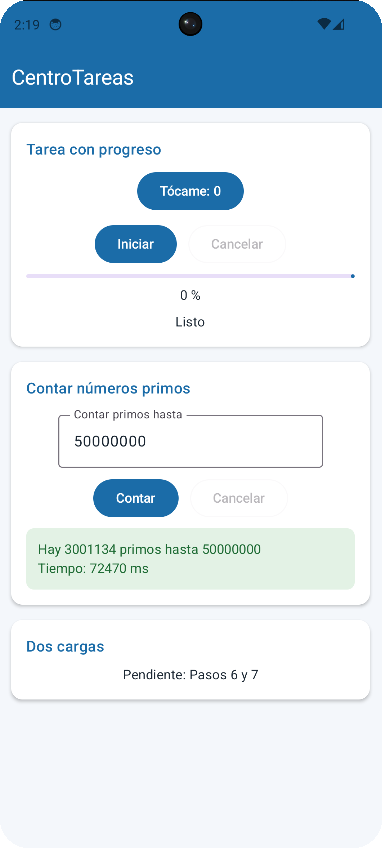 2:19
CentroTareas
Tarea con progreso
Tócame: 0
Iniciar Cancelar
0 %
Listo
Contar números primos
Contar primos hasta
50000000
Contar Cancelar
Hay 3001134 primos hasta 50000000
Tiempo: 72470 ms
Dos cargas
Pendiente: Pasos 6 y 7